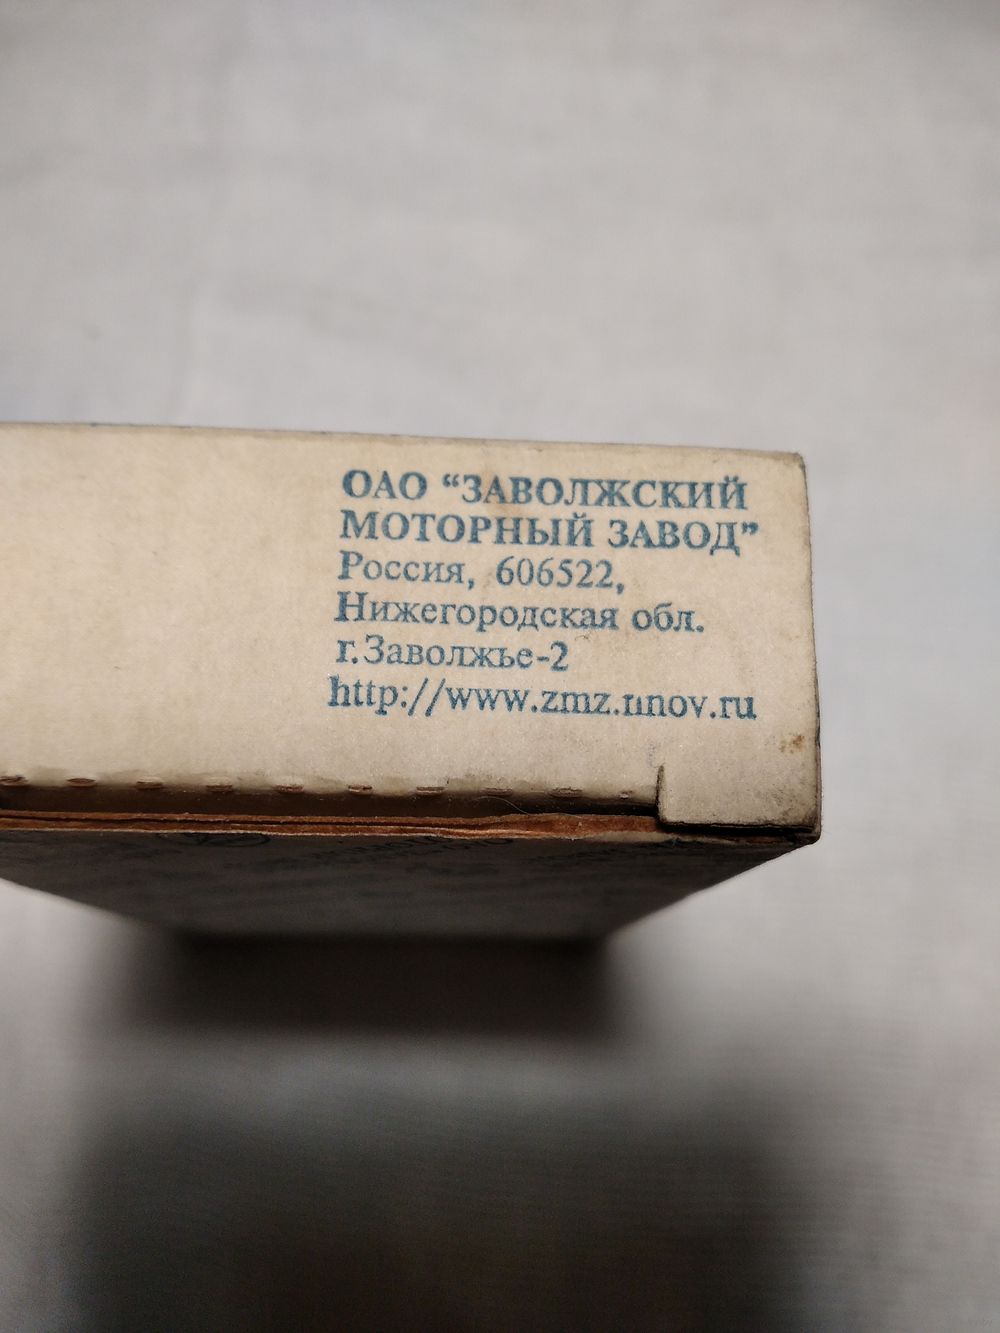 ОАО “ЗАВОЛЖСКИЙ
МОТОРНЫЙ ЗАВОД”
Россия, 606522,
Нижегородская обл.
г.Заволжье-2
http://www.zmz.nnov.ru